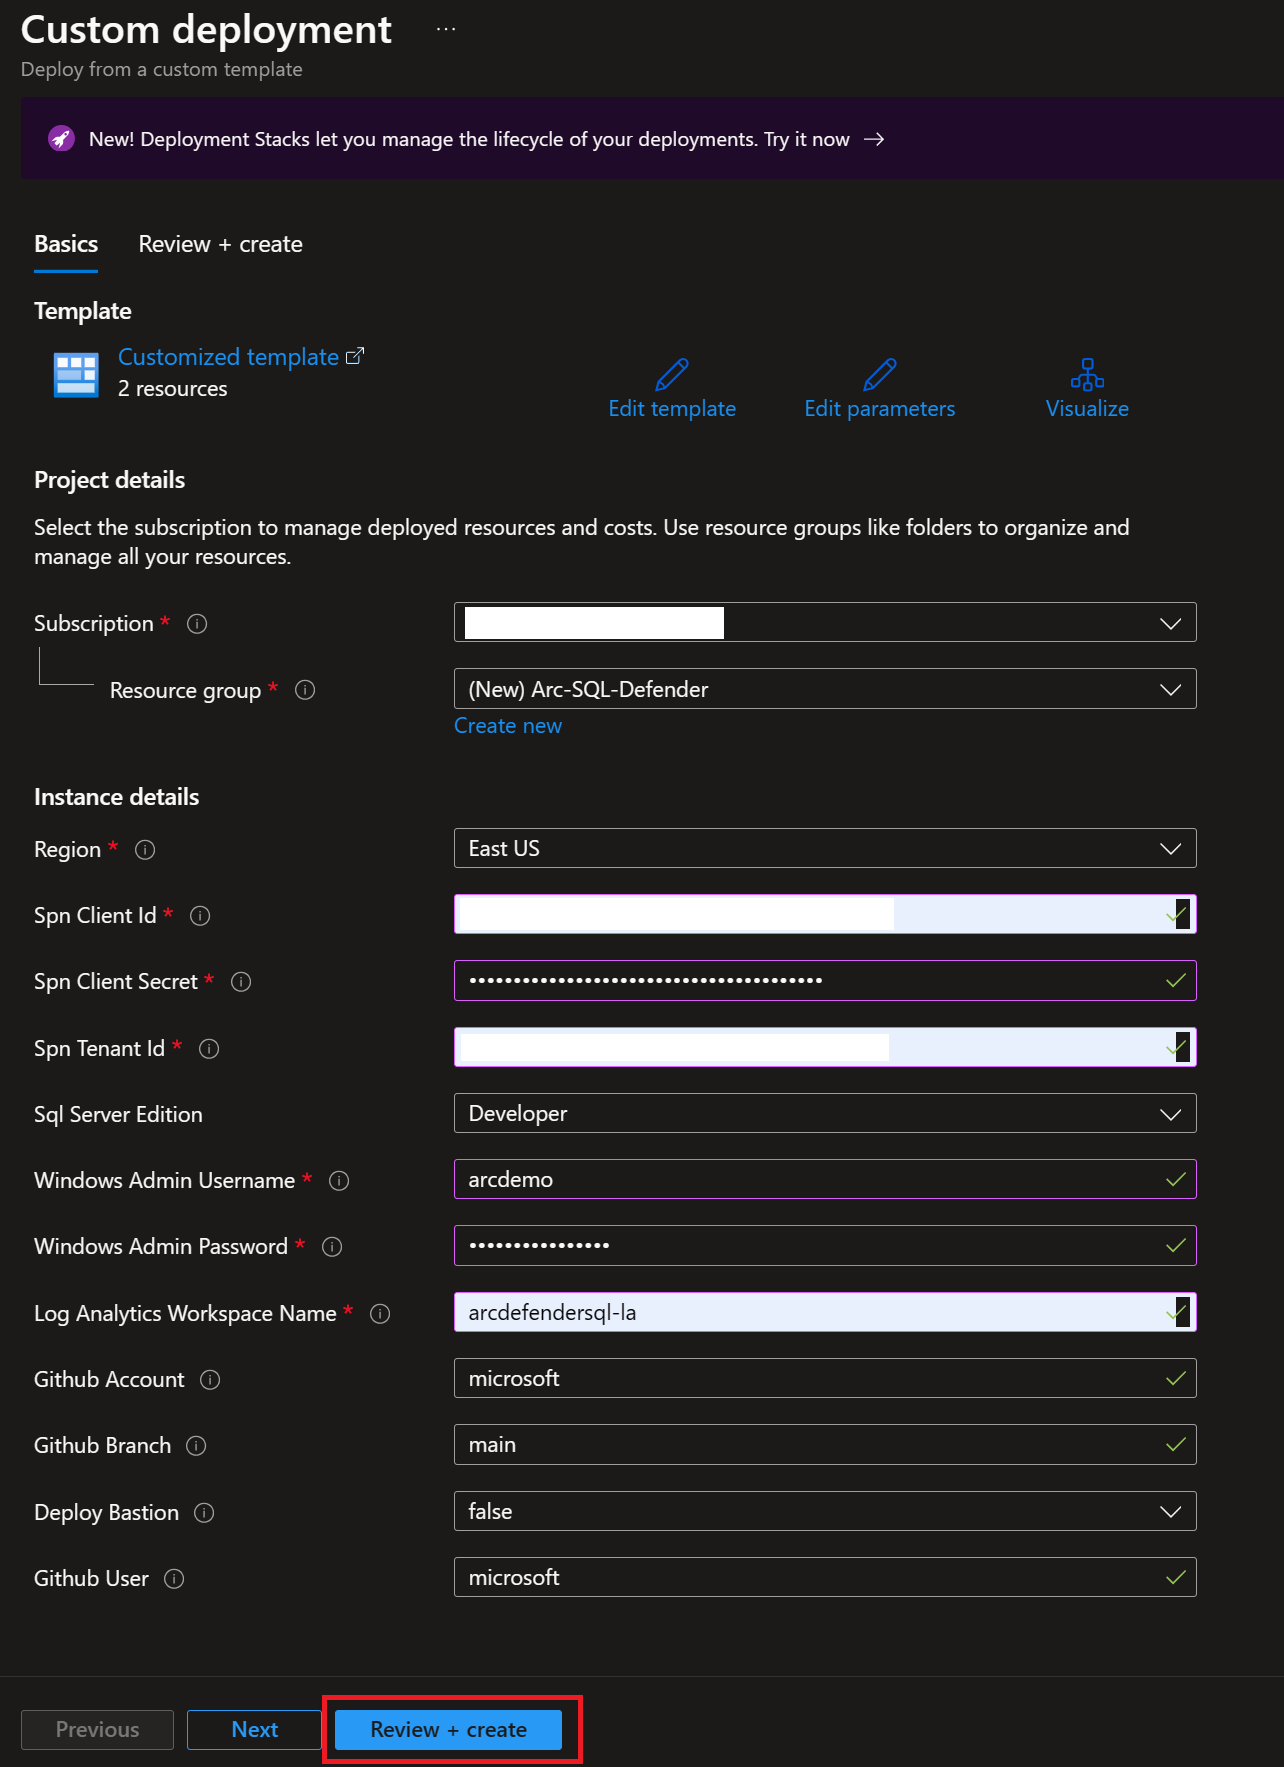 Custom deployment ...
Deploy from a custom template
New! Deployment Stacks let you manage the lifecycle of your deployments. Try it now →
Basics Review + create
Template
Customized template
2 resources
Edit template Edit parameters Visualize
Project details
Select the subscription to manage deployed resources and costs. Use resource groups like folders to organize and
manage all your resources.
Subscription *
Resource group * (New) Arc-SQL-Defender
Create new
Instance details
Region * East US
Spn Client Id *
Spn Client Secret * ••••••••••••••••••••••••••••••••••••••••
Spn Tenant Id *
Sql Server Edition Developer
Windows Admin Username * arcdemo
Windows Admin Password * ••••••••••••••••
Log Analytics Workspace Name * arcdefendersql-la
Github Account microsoft
Github Branch main
Deploy Bastion false
Github User microsoft
Previous Next Review + create